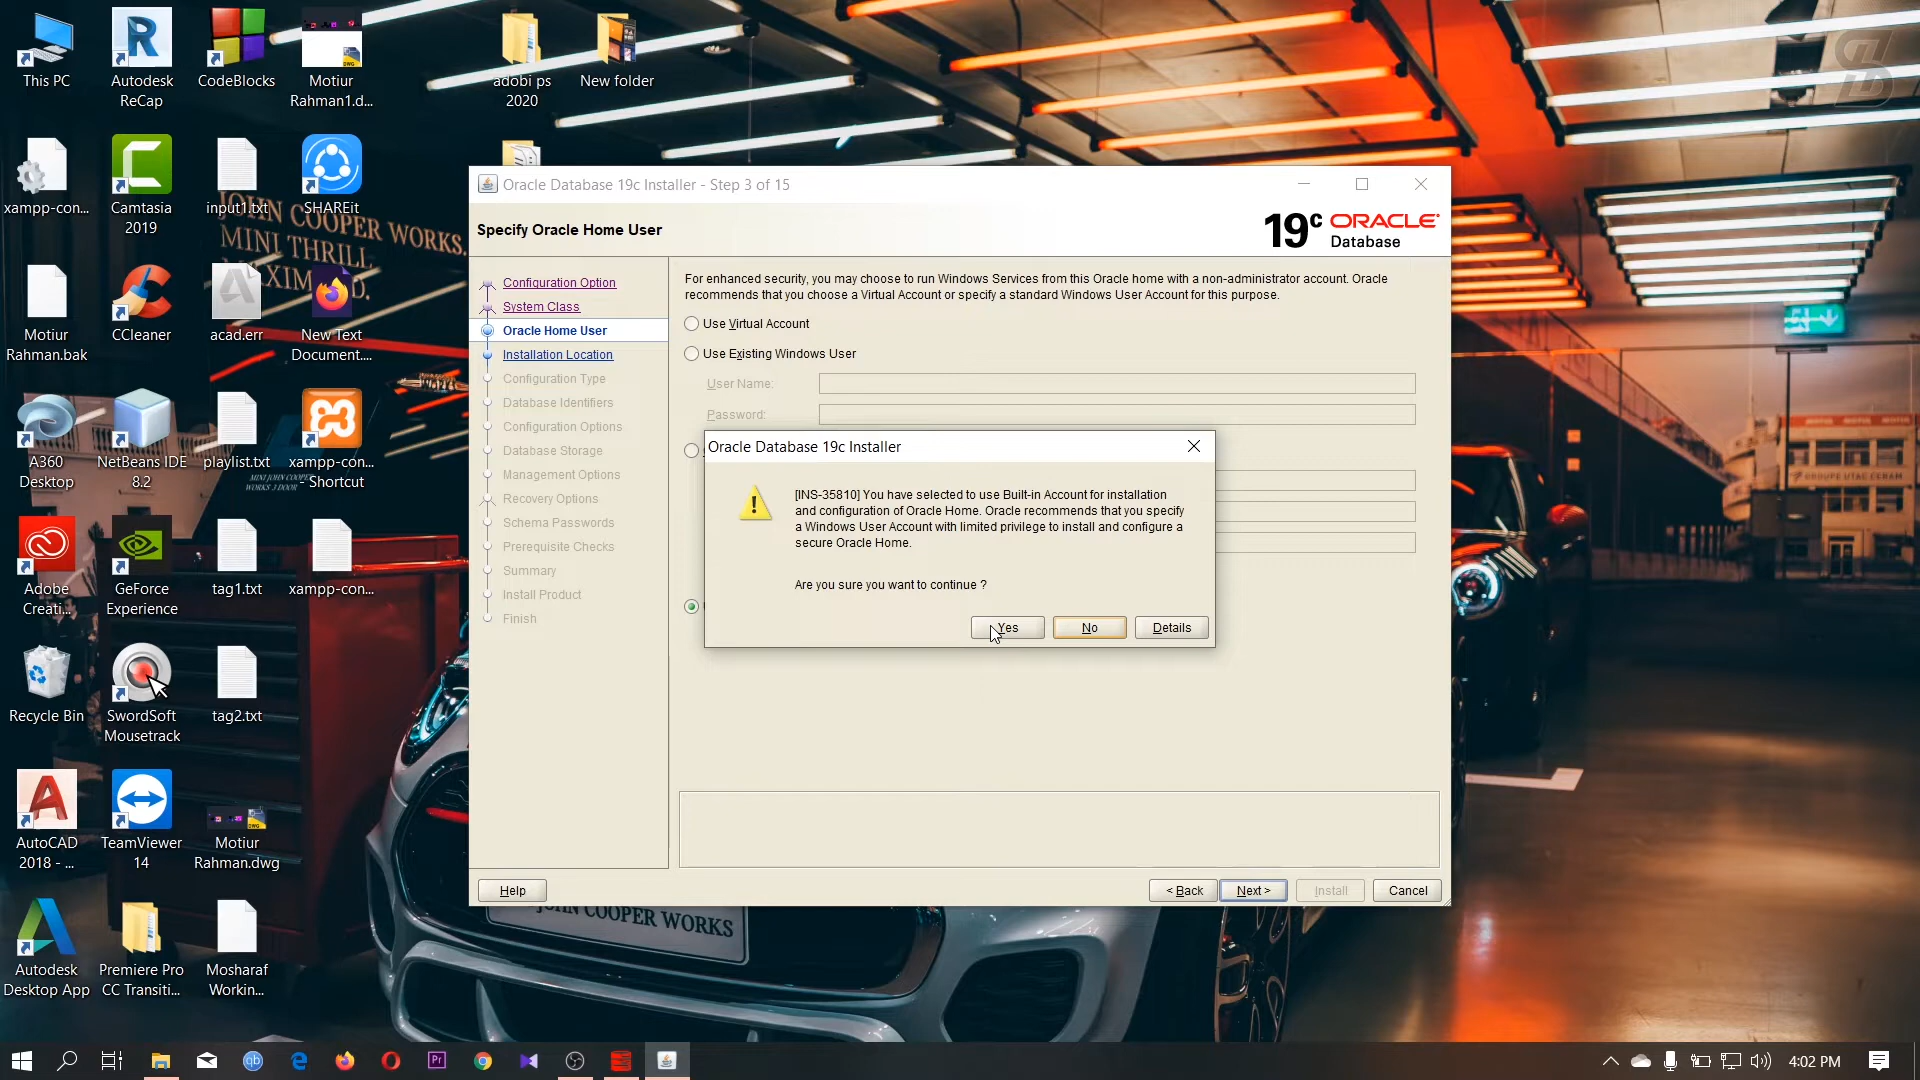 This PC
Autodesk
ReCap
CodeBlocks
Motiur
Rahman1.d...
adobi ps
2020
New folder
xampp-con...
Camtasia
2019
input1.txt
SHAREit
JOHN COOPER WORKS.
MINI THRILL
Motiur
Rahman.bak
CCleaner
acad.err
New Text
Document....
A360
Desktop
NetBeans IDE
8.2
playlist.txt
xampp-con...
- Shortcut
Adobe
Creati...
GeForce
Experience
tag1.txt
xampp-con...
Recycle Bin
SwordSoft
Mousetrack
tag2.txt
AutoCAD
2018 - ...
TeamViewer
14
Motiur
Rahman.dwg
Autodesk
Desktop App
Premiere Pro
CC Transiti...
Mosharaf
Workin...
Oracle Database 19c Installer - Step 3 of 15
Specify Oracle Home User
19c ORACLE
Database
Configuration Option
System Class
Oracle Home User
Installation Location
Configuration Type
Database Identifiers
Configuration Options
Database Storage
Management Options
Recovery Options
Schema Passwords
Prerequisite Checks
Summary
Install Product
Finish
For enhanced security, you may choose to run Windows Services from this Oracle home with a non-administrator account. Oracle
recommends that you choose a Virtual Account or specify a standard Windows User Account for this purpose.
Use Virtual Account
Use Existing Windows User
User Name:
Password:
Oracle Database 19c Installer
[INS-35810] You have selected to use Built-in Account for installation
and configuration of Oracle Home. Oracle recommends that you specify
a Windows User Account with limited privilege to install and configure a
secure Oracle Home.
Are you sure you want to continue ?
Yes
No
Details
Help
< Back
Next >
Install
Cancel
JOHN COOPER WORKS
4:02 PM